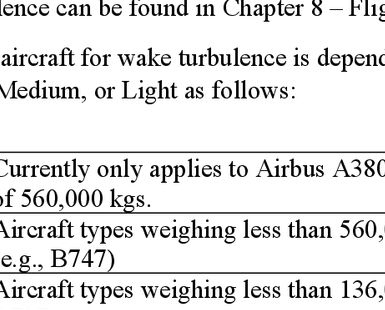 lence can be found in Chapter 8 – Flig
aircraft for wake turbulence is depend
Medium, or Light as follows:
Currently only applies to Airbus A380
of 560,000 kgs.
Aircraft types weighing less than 560,
e.g., B747)
Aircraft types weighing less than 136,